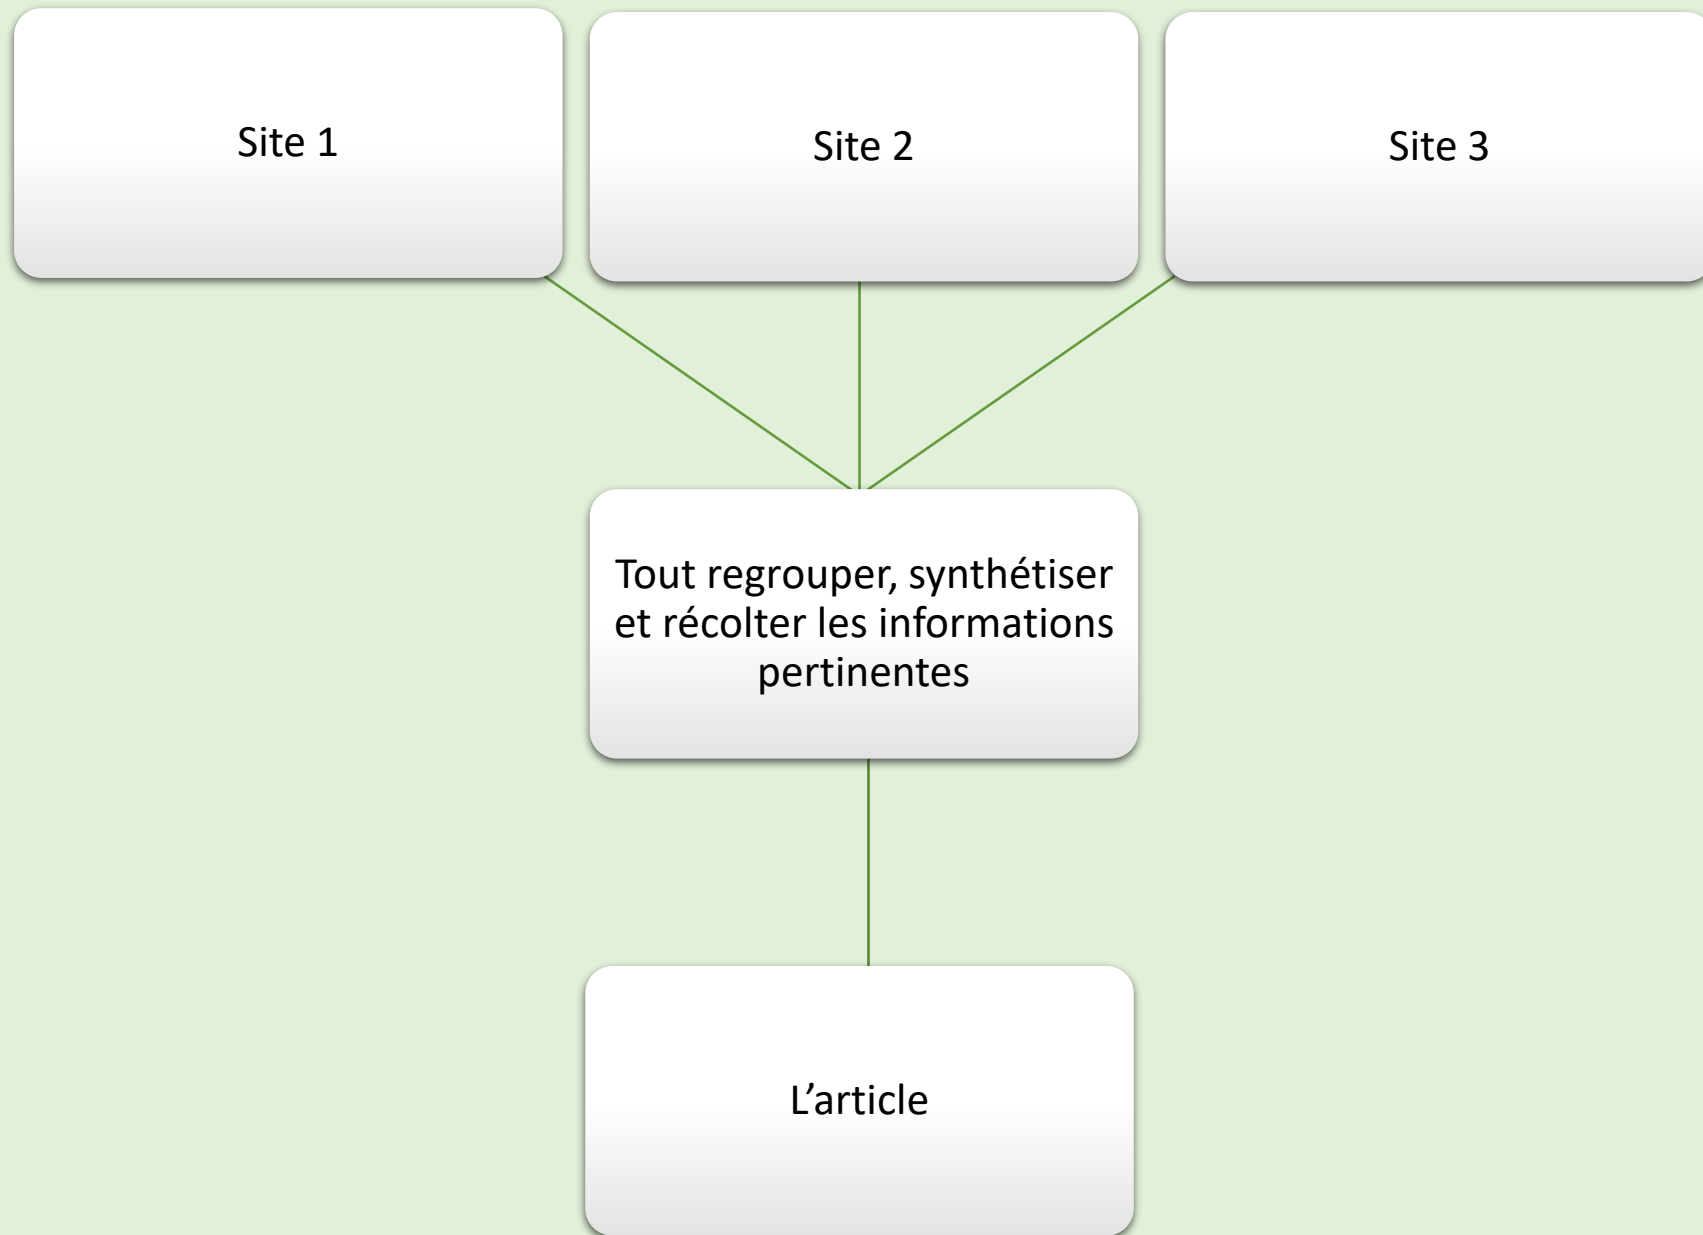 Site 1
Site 2
Site 3
Tout regrouper, synthétiser
et récolter les informations
pertinentes
L’article